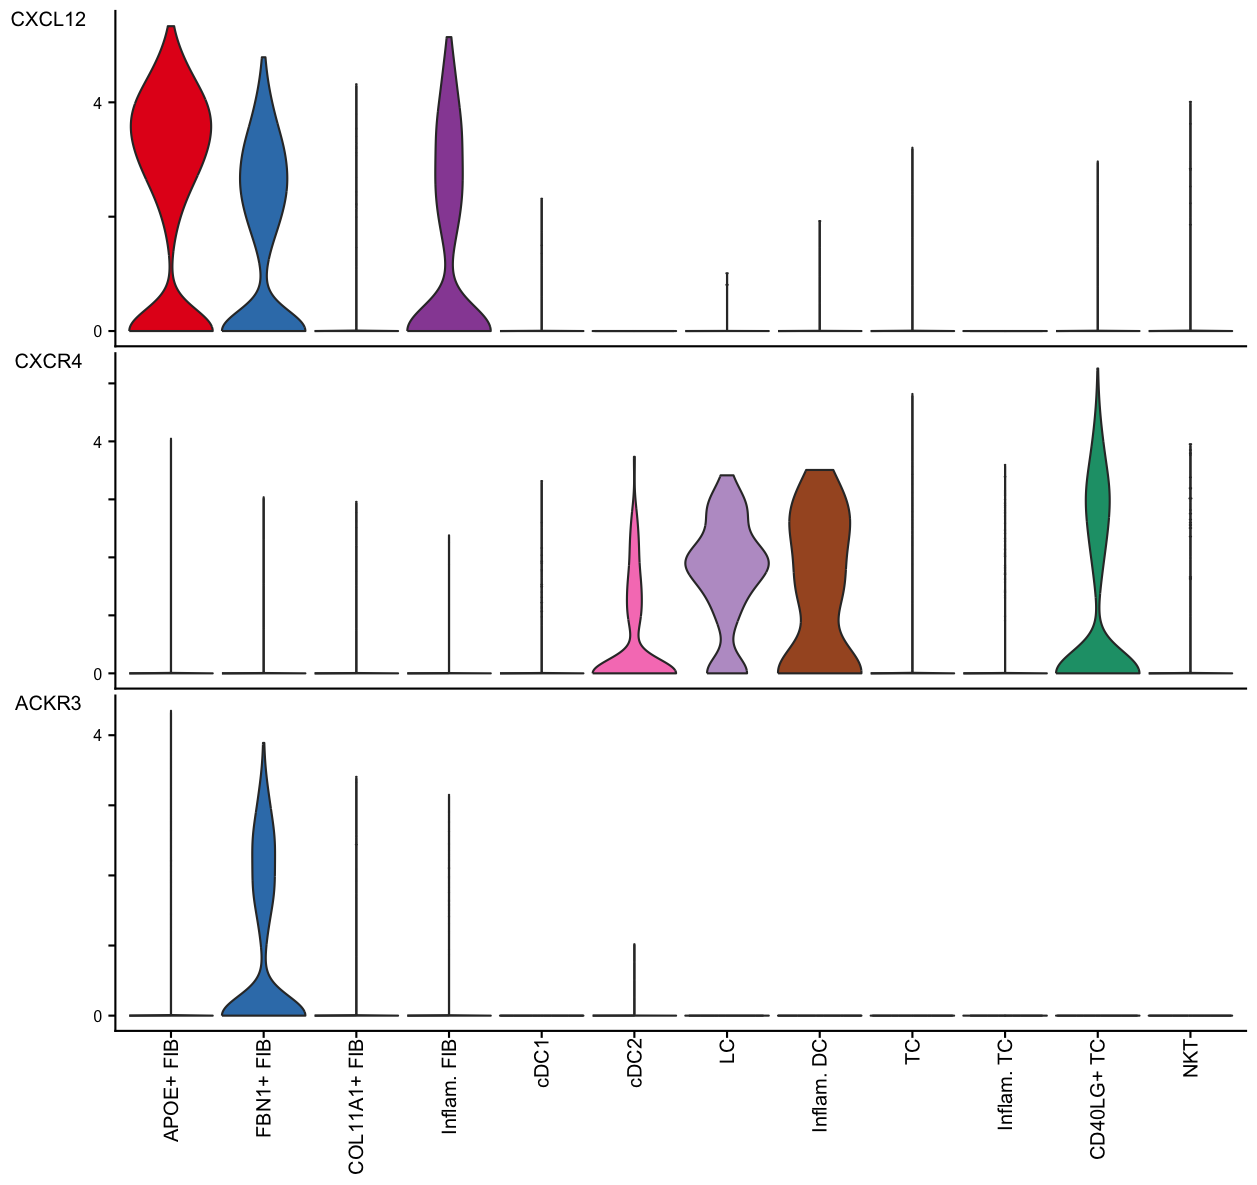 CXCL12
4
0
CXCR4
4
0
ACKR3
4
0
APOE+ FIB
FBN1+ FIB
COL11A1+ FIB
Inflam. FIB
cDC1
cDC2
LC
Inflam. DC
TC
Inflam. TC
CD40LG+ TC
NKT